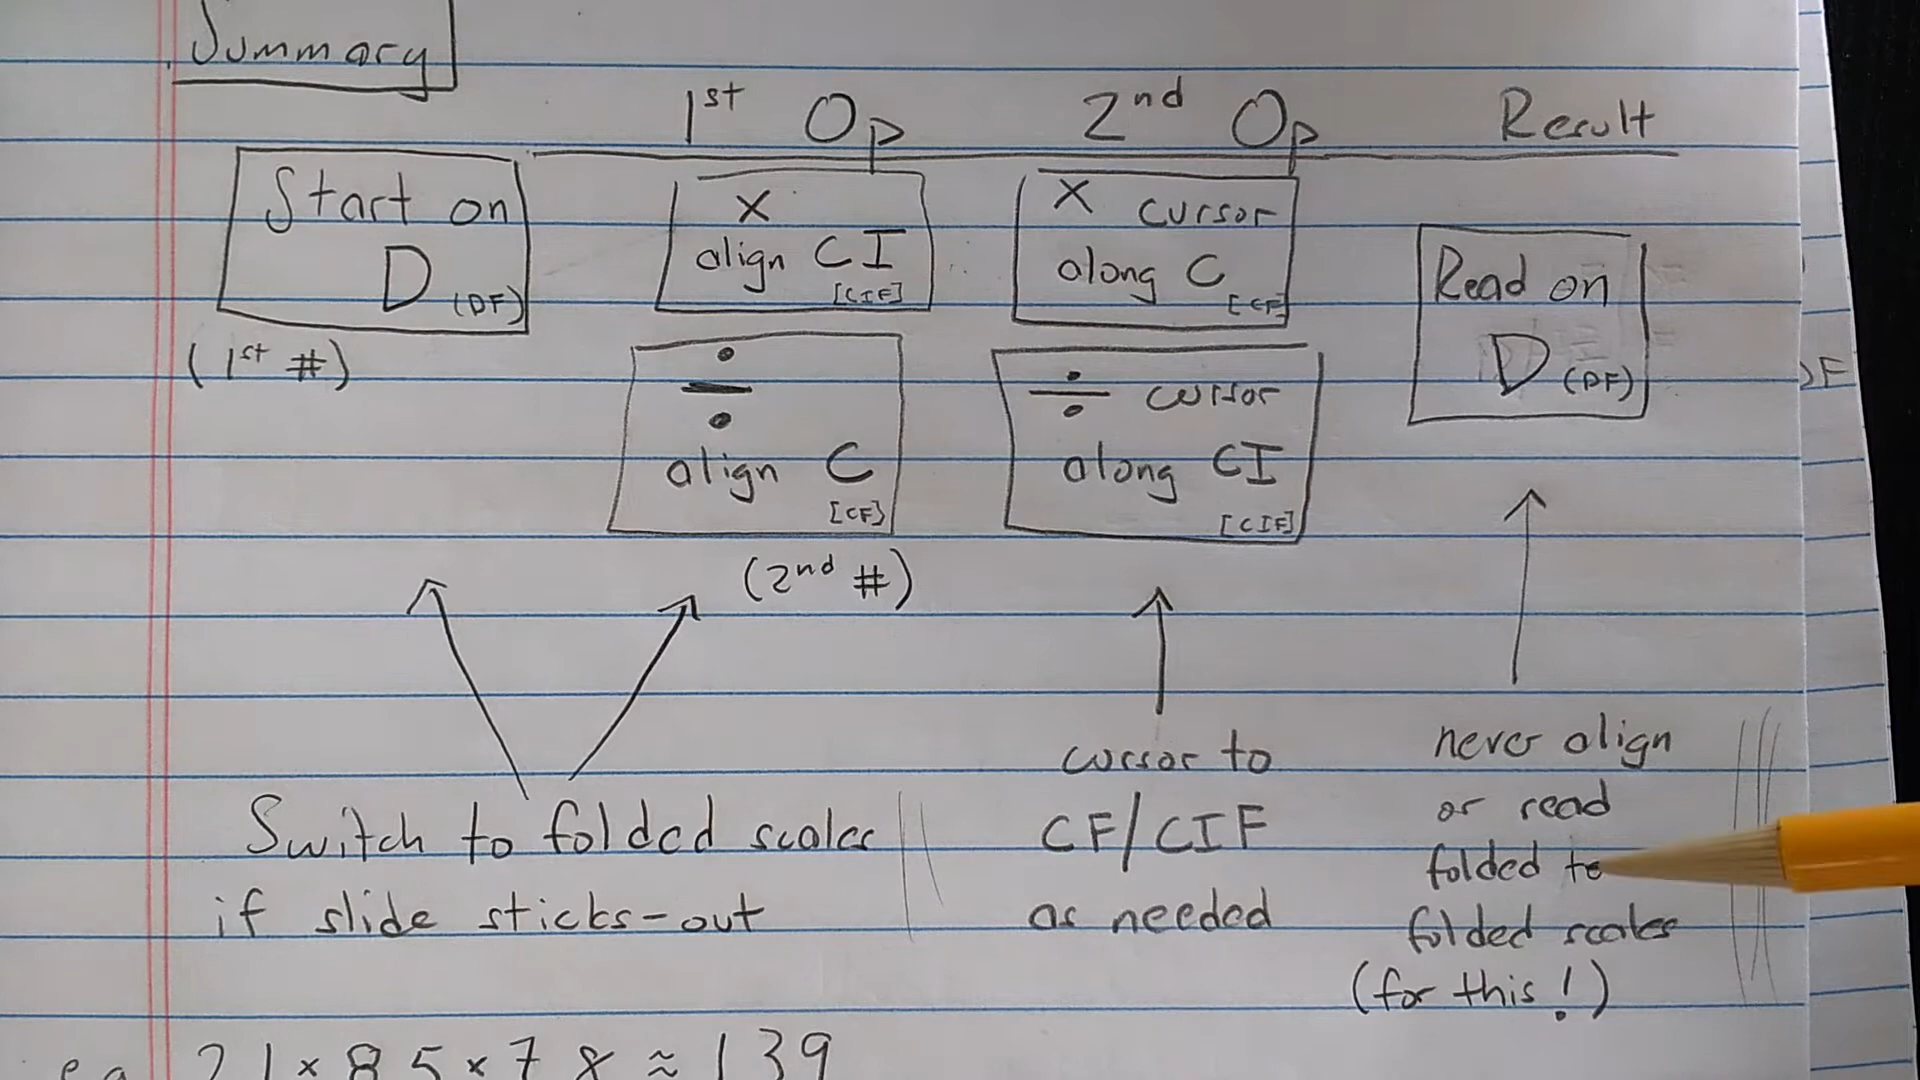 Summary
1st Op 2nd Op Result
Start on
D (DF)
(1st #)
×
align CI
[CIF]
÷
align C
[CF]
(2nd #)
× cursor
along C
[CF]
÷ cursor
along CI
[CIF]
Read on
D (DF)
Switch to folded scales
if slide sticks-out
cursor to
CF/CIF
as needed
never align
or read
folded to
folded scales
(for this!)